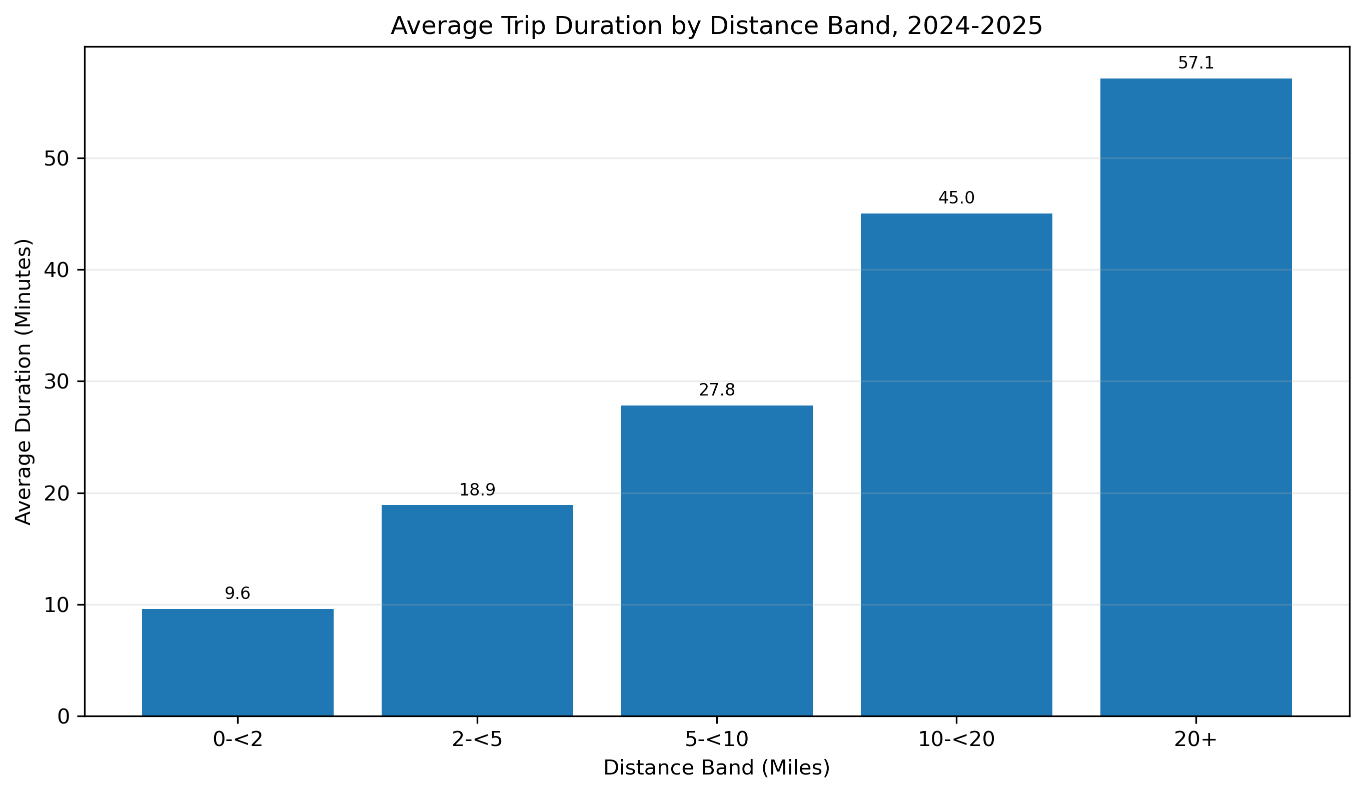 Average Trip Duration by Distance Band, 2024-2025
57.1
50
45.0
40
Average Duration (Minutes)
30
27.8
20
18.9
10
9.6
0
0-<2 2-<5 5-<10 10-<20 20+
Distance Band (Miles)